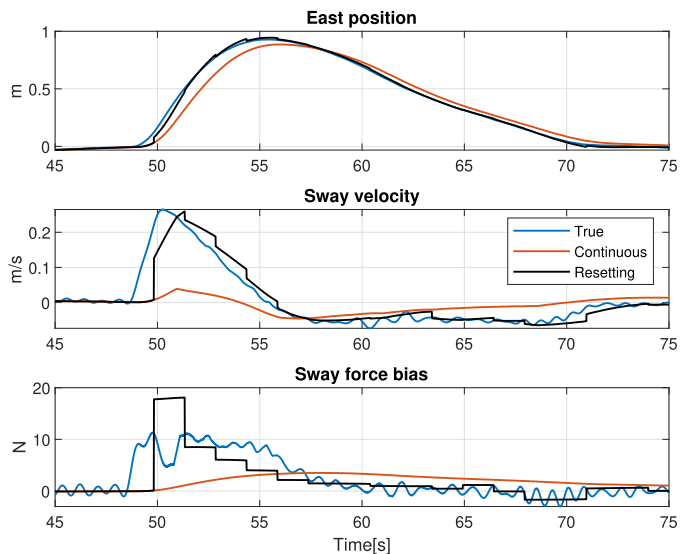 East position
1
0.5
0
m
45 50 55 60 65 70 75
Sway velocity
0.2
0.1
0
m/s
True
Continuous
Resetting
45 50 55 60 65 70 75
Sway force bias
20
10
0
N
45 50 55 60 65 70 75
Time[s]